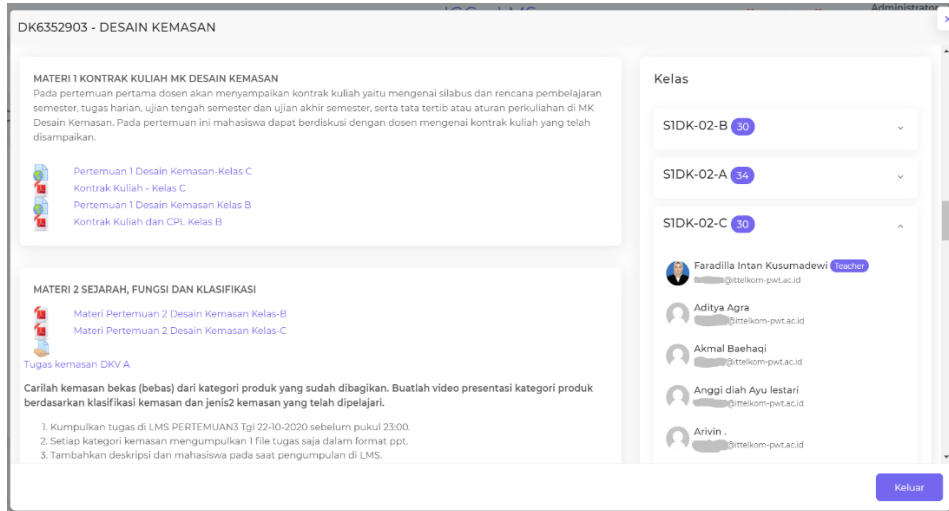 Administrator
DK6352903 - DESAIN KEMASAN
MATERI 1 KONTRAK KULIAH MK DESAIN KEMASAN
Pada pertemuan pertama dosen akan menyampaikan kontrak kuliah yaitu mengenai silabus dan rencana pembelajaran
semester, tugas harian, ujian tengah semester dan ujian akhir semester, serta tata tertib atau aturan perkuliahan di MK
Desain Kemasan. Pada pertemuan ini mahasiswa dapat berdiskusi dengan dosen mengenai kontrak kuliah yang telah
disampaikan.
Pertemuan 1 Desain Kemasan-Kelas C
Kontrak Kuliah - Kelas C
Pertemuan 1 Desain Kemasan Kelas B
Kontrak Kuliah dan CPL Kelas B
MATERI 2 SEJARAH, FUNGSI DAN KLASIFIKASI
Materi Pertemuan 2 Desain Kemasan Kelas-B
Materi Pertemuan 2 Desain Kemasan Kelas-C
Tugas kemasan DKV A
Carilah kemasan bekas (bebas) dari kategori produk yang sudah dibagikan. Buatlah video presentasi kategori produk
berdasarkan klasifikasi kemasan dan jenis2 kemasan yang telah dipelajari.
1. Kumpulkan tugas di LMS PERTEMUAN3 Tgl 22-10-2020 sebelum pukul 23:00.
2. Setiap kategori kemasan mengumpulkan 1 file tugas saja dalam format ppt.
3. Tambahkan deskripsi dan mahasiswa pada saat pengumpulan di LMS.
Kelas
S1DK-02-B 30
S1DK-02-A 34
S1DK-02-C 30
Faradilla Intan Kusumadewi Teacher
@ittelkom-pwt.ac.id
Aditya Agra
@ittelkom-pwt.ac.id
Akmal Baehaqi
@ittelkom-pwt.ac.id
Anggi diah Ayu lestari
@ittelkom-pwt.ac.id
Arivin .
@ittelkom-pwt.ac.id
Keluar